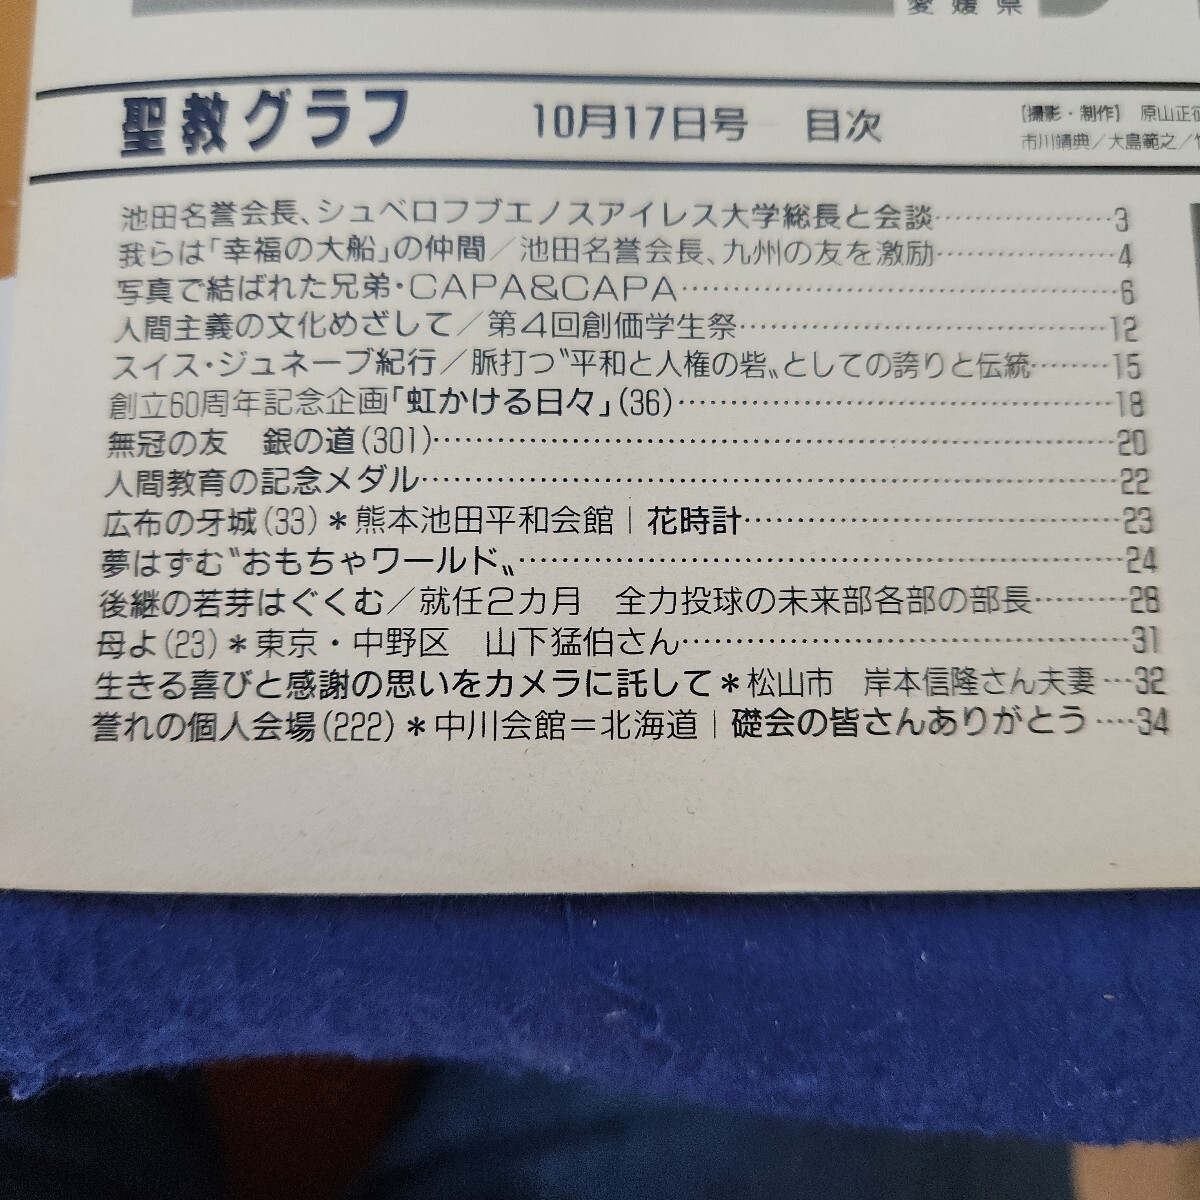 愛媛県
聖教グラフ 10月17日号 目次
【撮影・制作】 原山正征
市川靖典／大島範之／
池田名誉会長、シュベロフブエノスアイレス大学総長と会談…………………3
我らは「幸福の大船」の仲間／池田名誉会長、九州の友を激励…………………4
写真で結ばれた兄弟・CAPA&CAPA…………………6
人間主義の文化めざして／第4回創価学生祭…………………12
スイス・ジュネーブ紀行／脈打つ〝平和と人権の砦〟としての誇りと伝統………15
創立60周年記念企画「虹かける日々」(36)…………………18
無冠の友 銀の道(301)…………………20
人間教育の記念メダル…………………22
広布の牙城(33)＊熊本池田平和会館｜花時計…………………23
夢はずむ〝おもちゃワールド〟…………………24
後継の若芽はぐくむ／就任2カ月 全力投球の未来部各部の部長………28
母よ(23)＊東京・中野区 山下猛伯さん…………………31
生きる喜びと感謝の思いをカメラに託して＊松山市 岸本信隆さん夫妻…32
誉れの個人会場(222)＊中川会館＝北海道｜礎会の皆さんありがとう…34